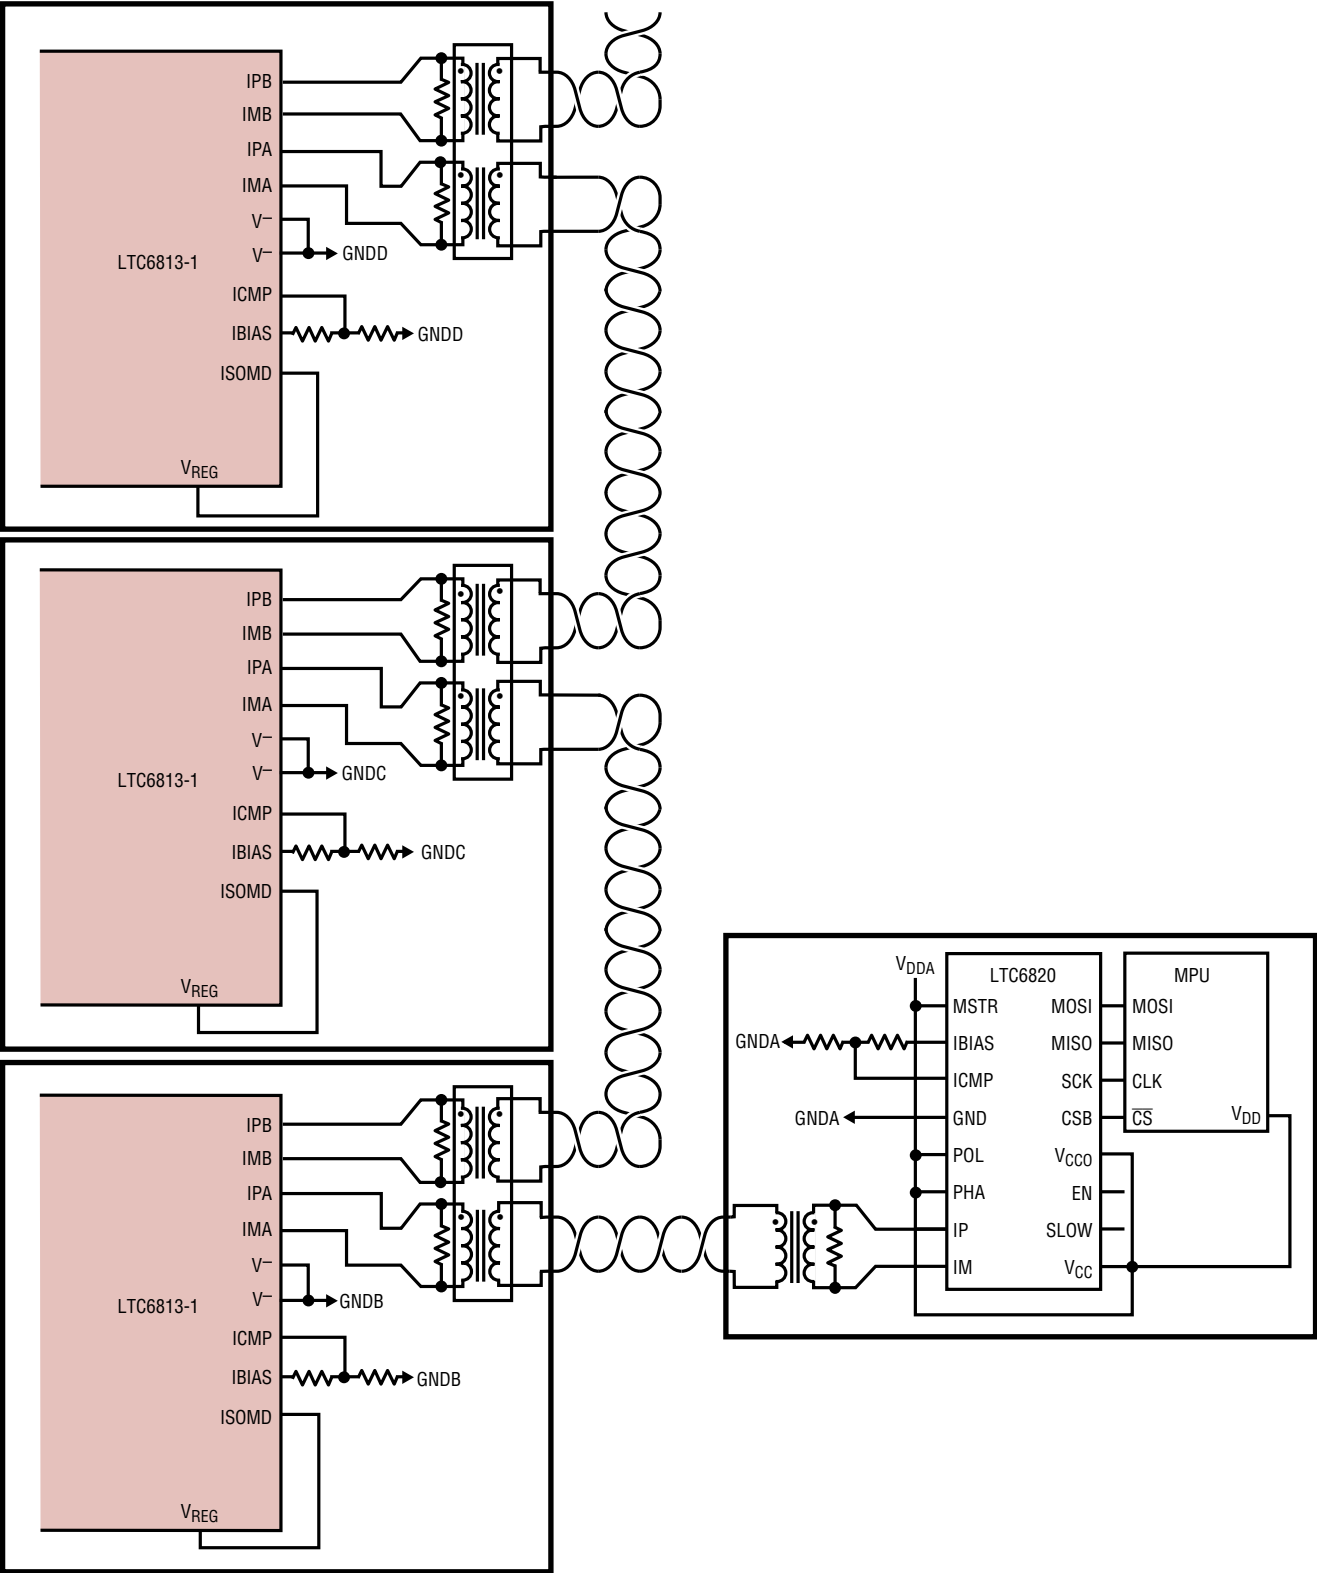 IPB
IMB
IPA
IMA
V–
V–
GNDD
LTC6813-1
ICMP
IBIAS
GNDD
ISOMD
VREG
IPB
IMB
IPA
IMA
V–
V–
GNDC
LTC6813-1
ICMP
IBIAS
GNDC
ISOMD
VREG
IPB
IMB
IPA
IMA
V–
V–
GNDB
LTC6813-1
ICMP
IBIAS
GNDB
ISOMD
VREG
VDDA
LTC6820
MPU
MSTR
MOSI
MOSI
GNDA
IBIAS
MISO
MISO
ICMP
SCK
CLK
GNDA
GND
CSB
CS
VDD
POL
VCCO
PHA
EN
IP
SLOW
IM
VCC